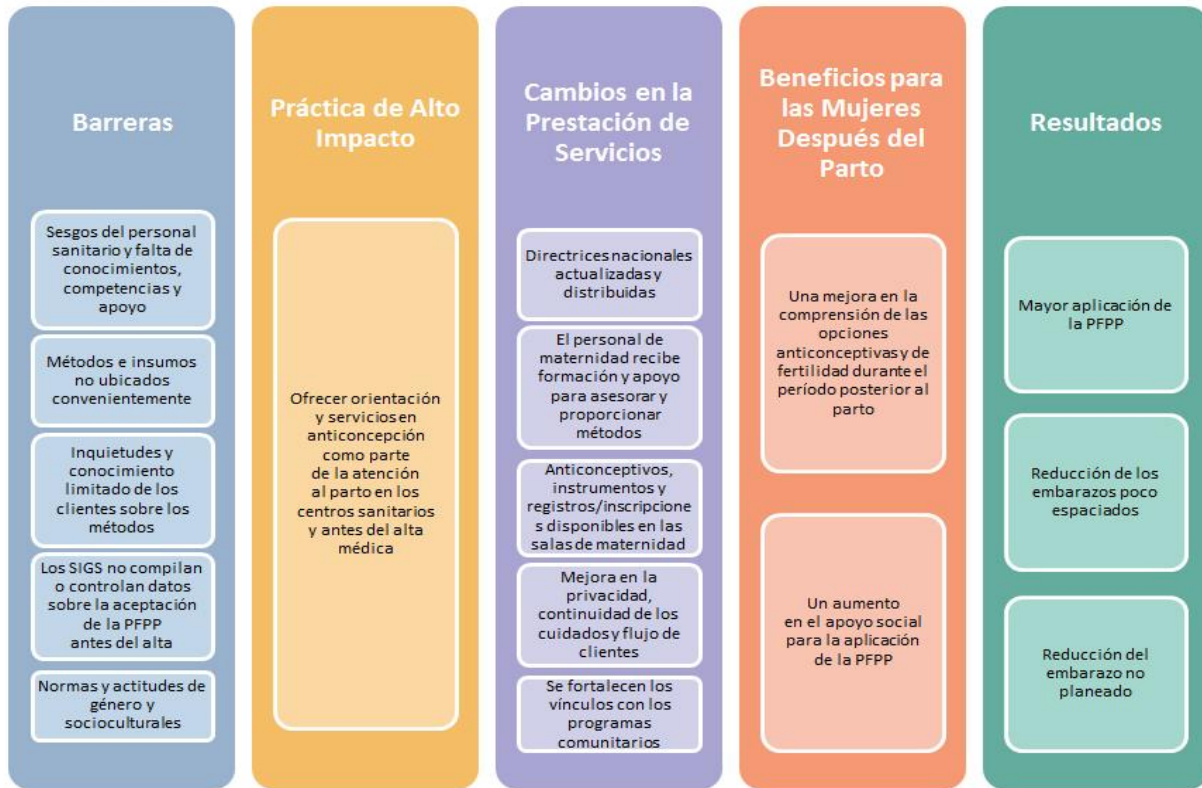 Barreras
Sesgos del personal
sanitario y falta de
conocimientos,
competencias y
apoyo
Métodos e insumos
no ubicados
convenientemente
Inquietudes y
conocimiento
limitado de los
clientes sobre los
métodos
Los SIGS no compilan
o controlan datos
sobre la aceptación
de la PFPP
antes del alta
Normas y actitudes de
género y
socioculturales
Práctica de Alto
Impacto
Ofrecer orientación
y servicios en
anticoncepción
como parte
de la atención
al parto en los
centros sanitarios
y antes del alta
médica
Cambios en la
Prestación de
Servicios
Directrices nacionales
actualizadas y
distribuidas
El personal de
maternidad recibe
formación y apoyo
para asesorar y
proporcionar
métodos
Anticonceptivos,
instrumentos y
registros/inscripcione
s disponibles en las
salas de maternidad
Mejora en la
privacidad,
continuidad de los
cuidados y flujo de
clientes
Se fortalecen los
vínculos con los
programas
comunitarios
Beneficios para
las Mujeres
Después del
Parto
Una mejora en la
comprensión de las
opciones
anticonceptivas y de
fertilidad durante el
período posterior al
parto
Un aumento
en el apoyo social
para la aplicación
de la PFPP
Resultados
Mayor aplicación de
la PFPP
Reducción de los
embarazos poco
espaciados
Reducción del
embarazo no
planeado